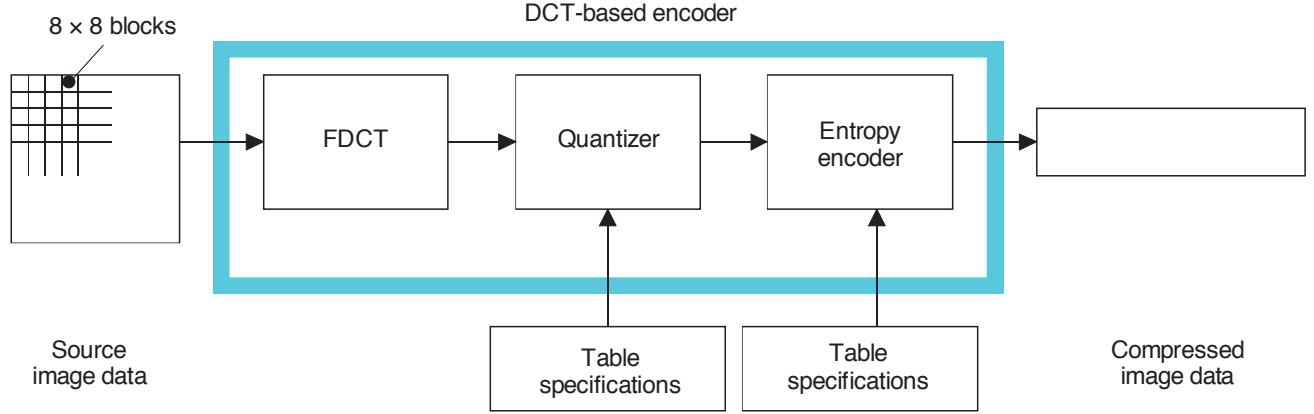 DCT-based encoder
8 × 8 blocks
FDCT
Quantizer
Entropy
encoder
Source
image data
Table
specifications
Table
specifications
Compressed
image data